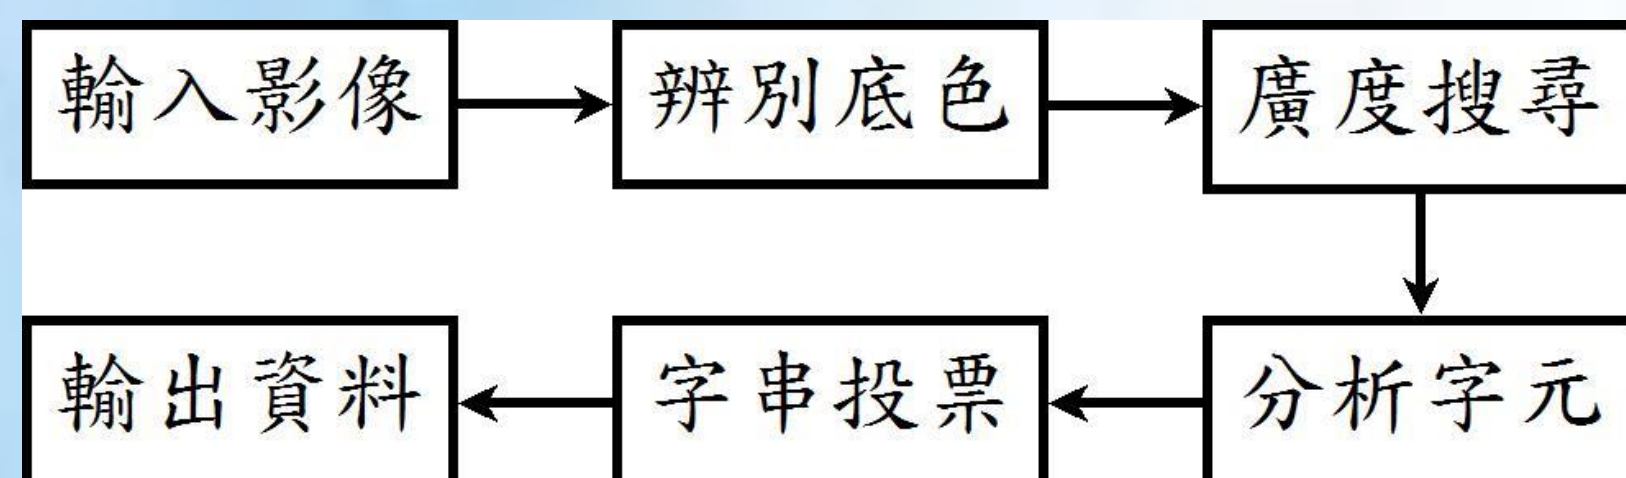 輸入影像
辨別底色
廣度搜尋
分析字元
字串投票
輸出資料